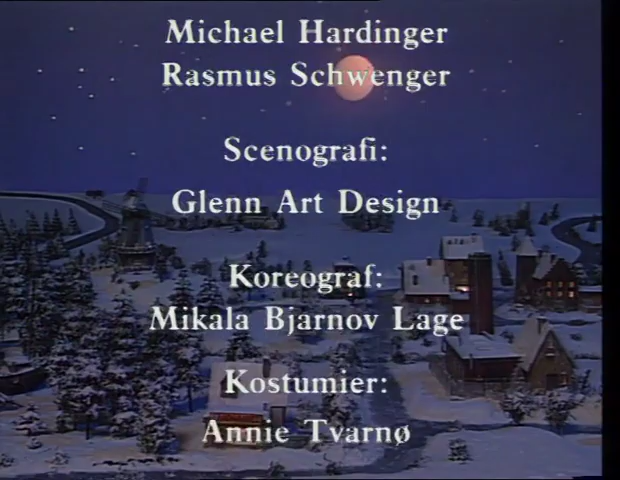 Michael Hardinger
Rasmus Schwenger
Scenografi:
Glenn Art Design
Koreograf:
Mikala Bjarnov Lage
Kostumier:
Annie Tvarnø